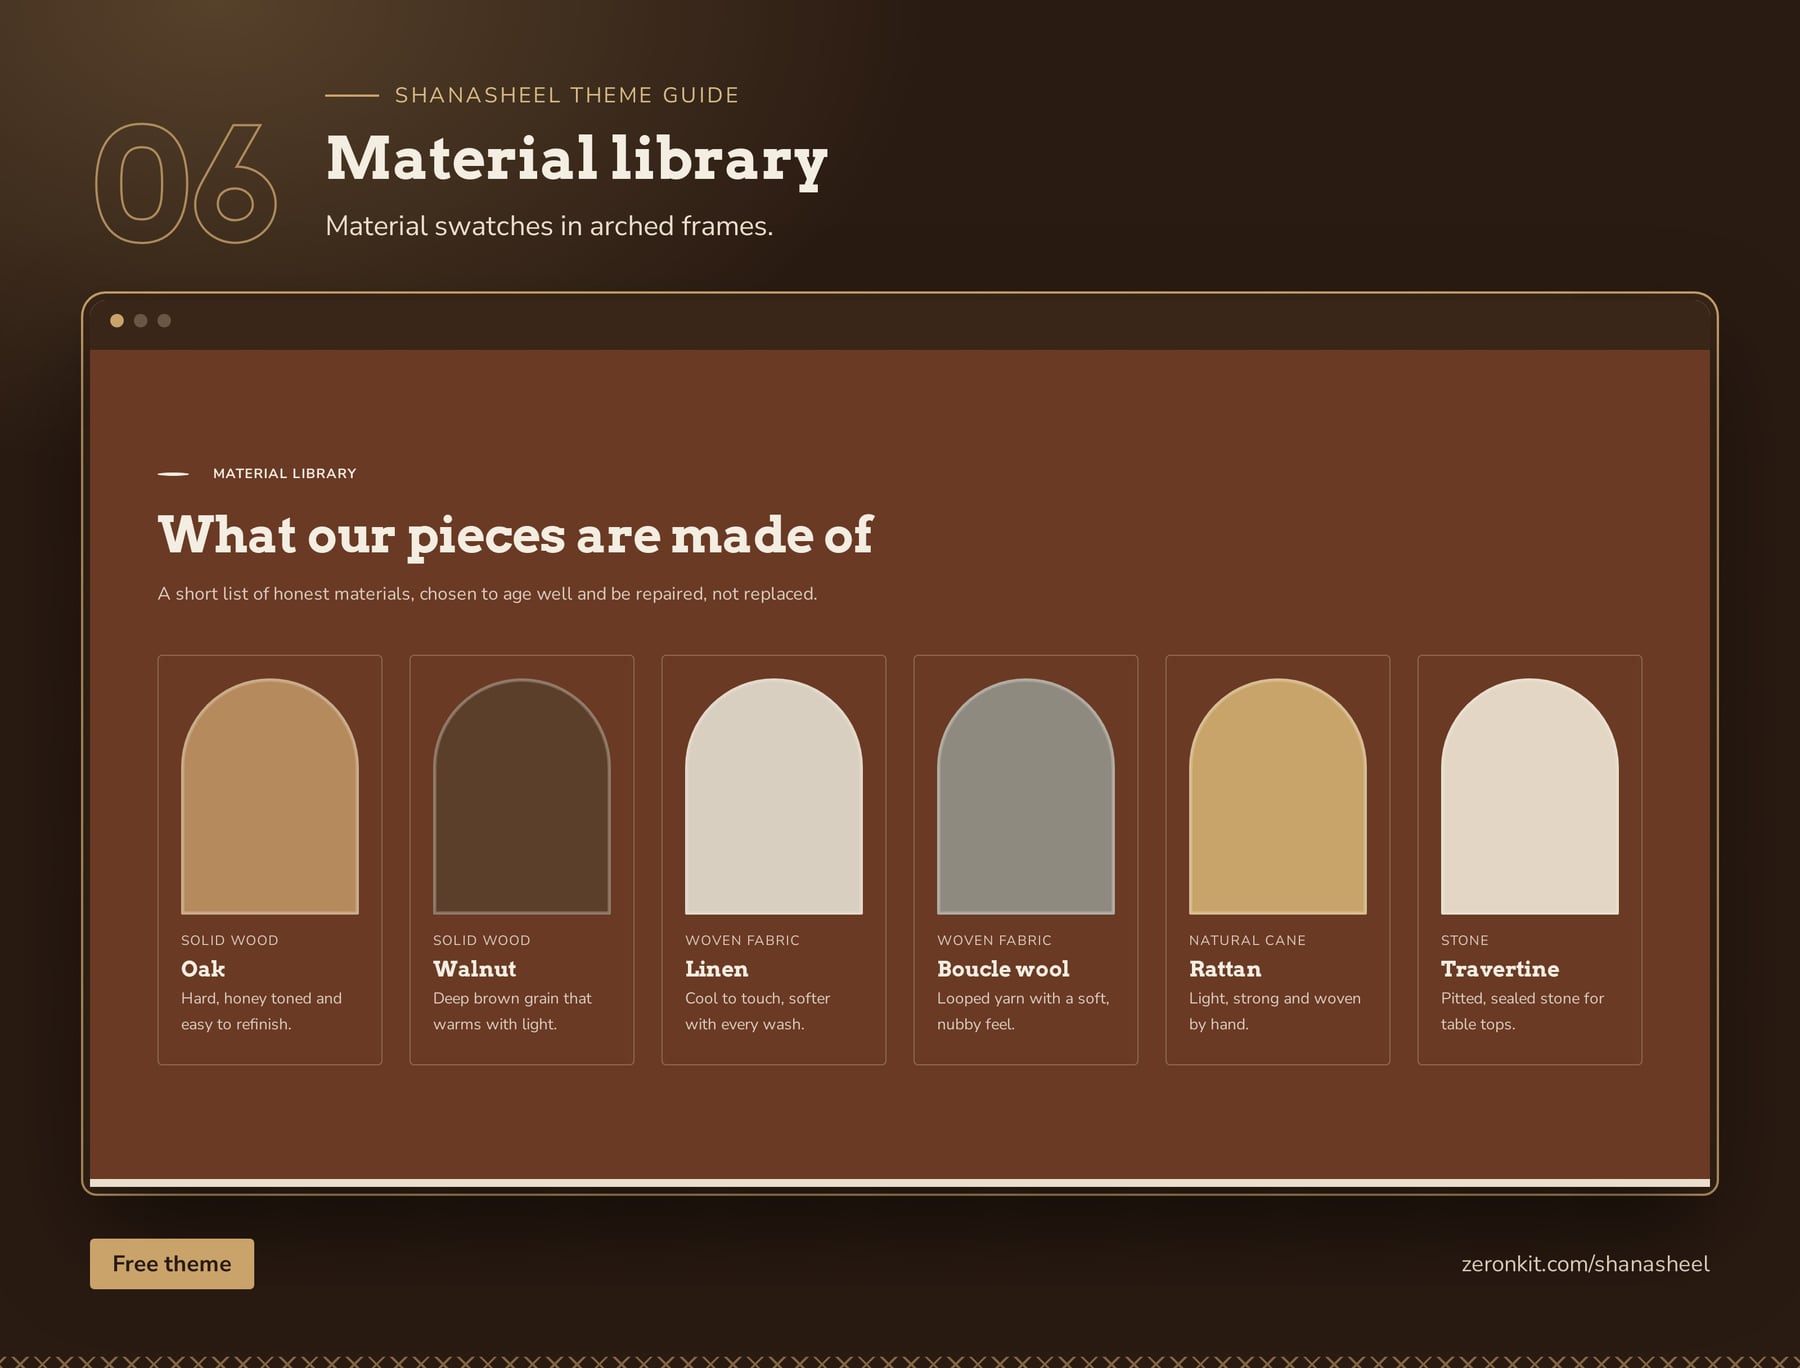 06
SHANASHEEL THEME GUIDE
Material library
Material swatches in arched frames.
MATERIAL LIBRARY
What our pieces are made of
A short list of honest materials, chosen to age well and be repaired, not replaced.
SOLID WOOD
Oak
Hard, honey toned and
easy to refinish.
SOLID WOOD
Walnut
Deep brown grain that
warms with light.
WOVEN FABRIC
Linen
Cool to touch, softer
with every wash.
WOVEN FABRIC
Boucle wool
Looped yarn with a soft,
nubby feel.
NATURAL CANE
Rattan
Light, strong and woven
by hand.
STONE
Travertine
Pitted, sealed stone for
table tops.
Free theme
zeronkit.com/shanasheel